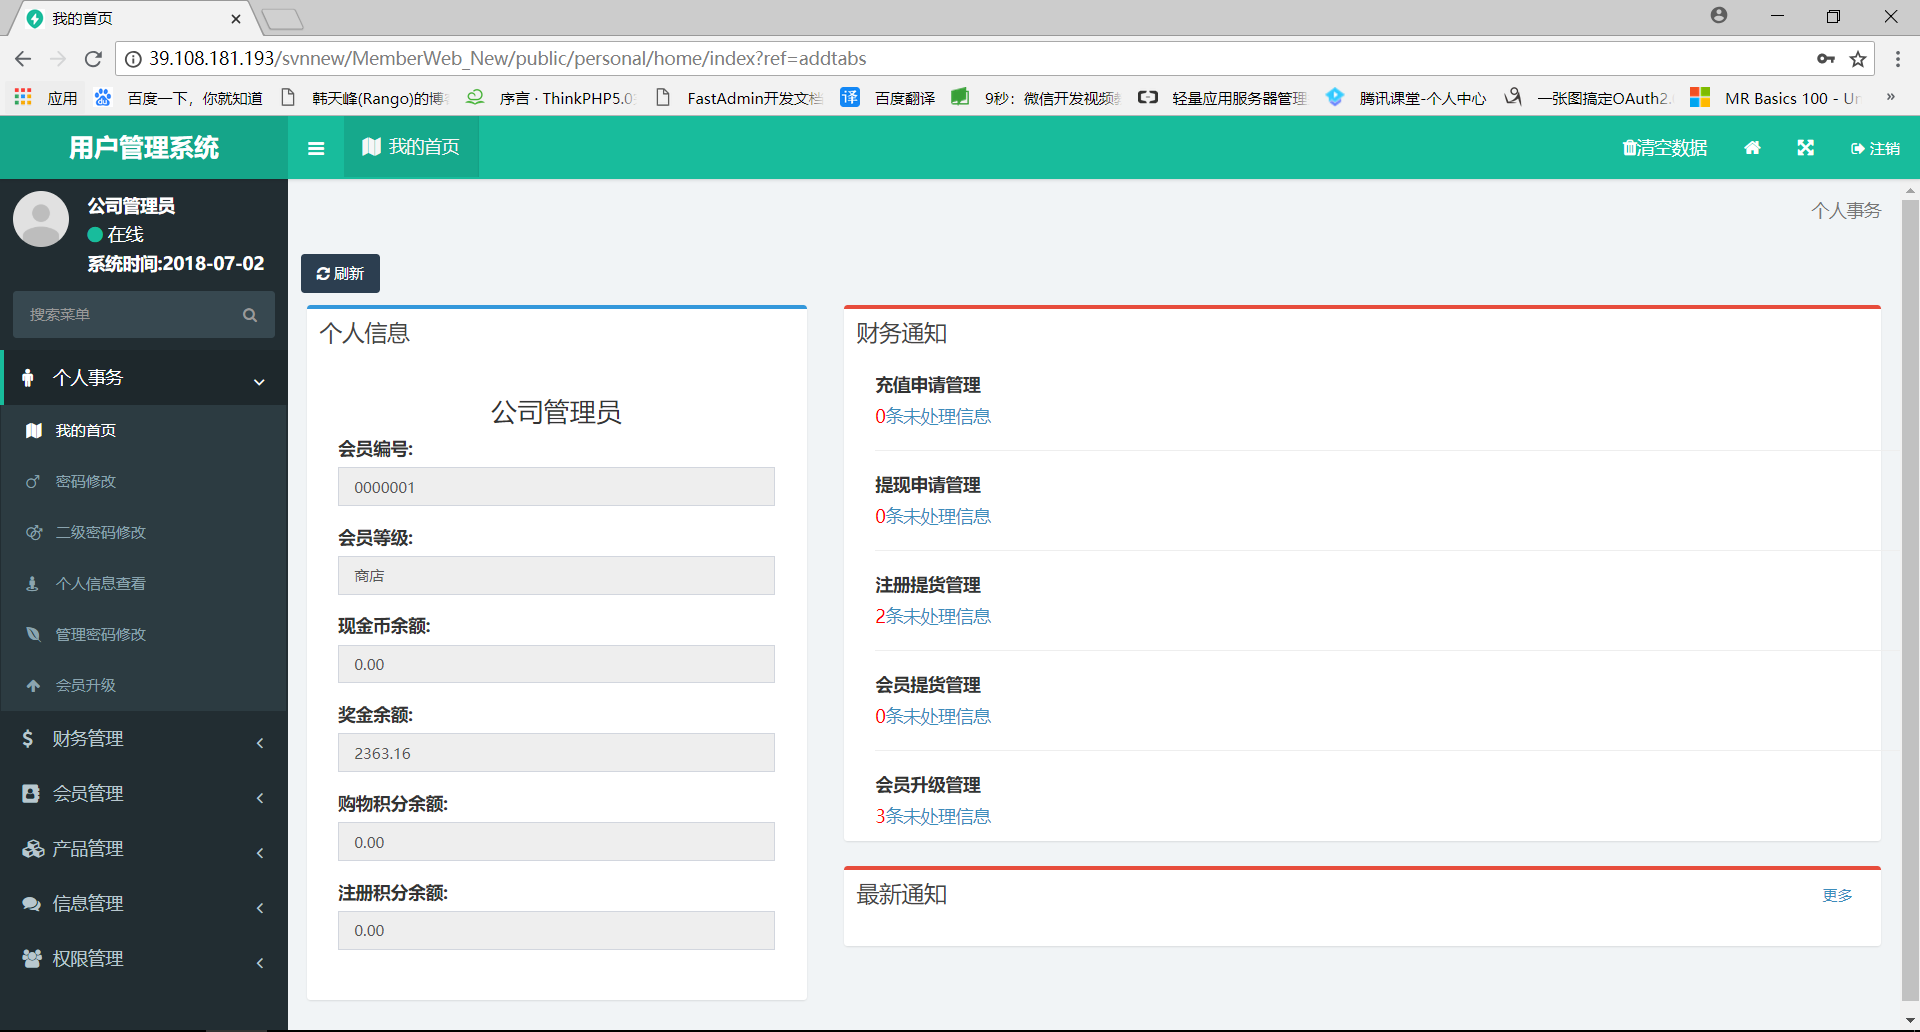 我的首页
39.108.181.193/svnnew/MemberWeb_New/public/personal/home/index?ref=addtabs
应用 百度一下，你就知道 韩天峰(Rango)的博 序言 · ThinkPHP5.0 FastAdmin开发文档 百度翻译 9秒：微信开发视频 轻量应用服务器管理 腾讯课堂-个人中心 一张图搞定OAuth2. MR Basics 100 - Un »
用户管理系统
我的首页
清空数据
注销
公司管理员
在线
系统时间:2018-07-02
搜索菜单
个人事务
我的首页
密码修改
二级密码修改
个人信息查看
管理密码修改
会员升级
财务管理
会员管理
产品管理
信息管理
权限管理
个人事务
刷新
个人信息
公司管理员
会员编号:
0000001
会员等级:
商店
现金币余额:
0.00
奖金余额:
2363.16
购物积分余额:
0.00
注册积分余额:
0.00
财务通知
充值申请管理
0条未处理信息
提现申请管理
0条未处理信息
注册提货管理
2条未处理信息
会员提货管理
0条未处理信息
会员升级管理
3条未处理信息
最新通知
更多